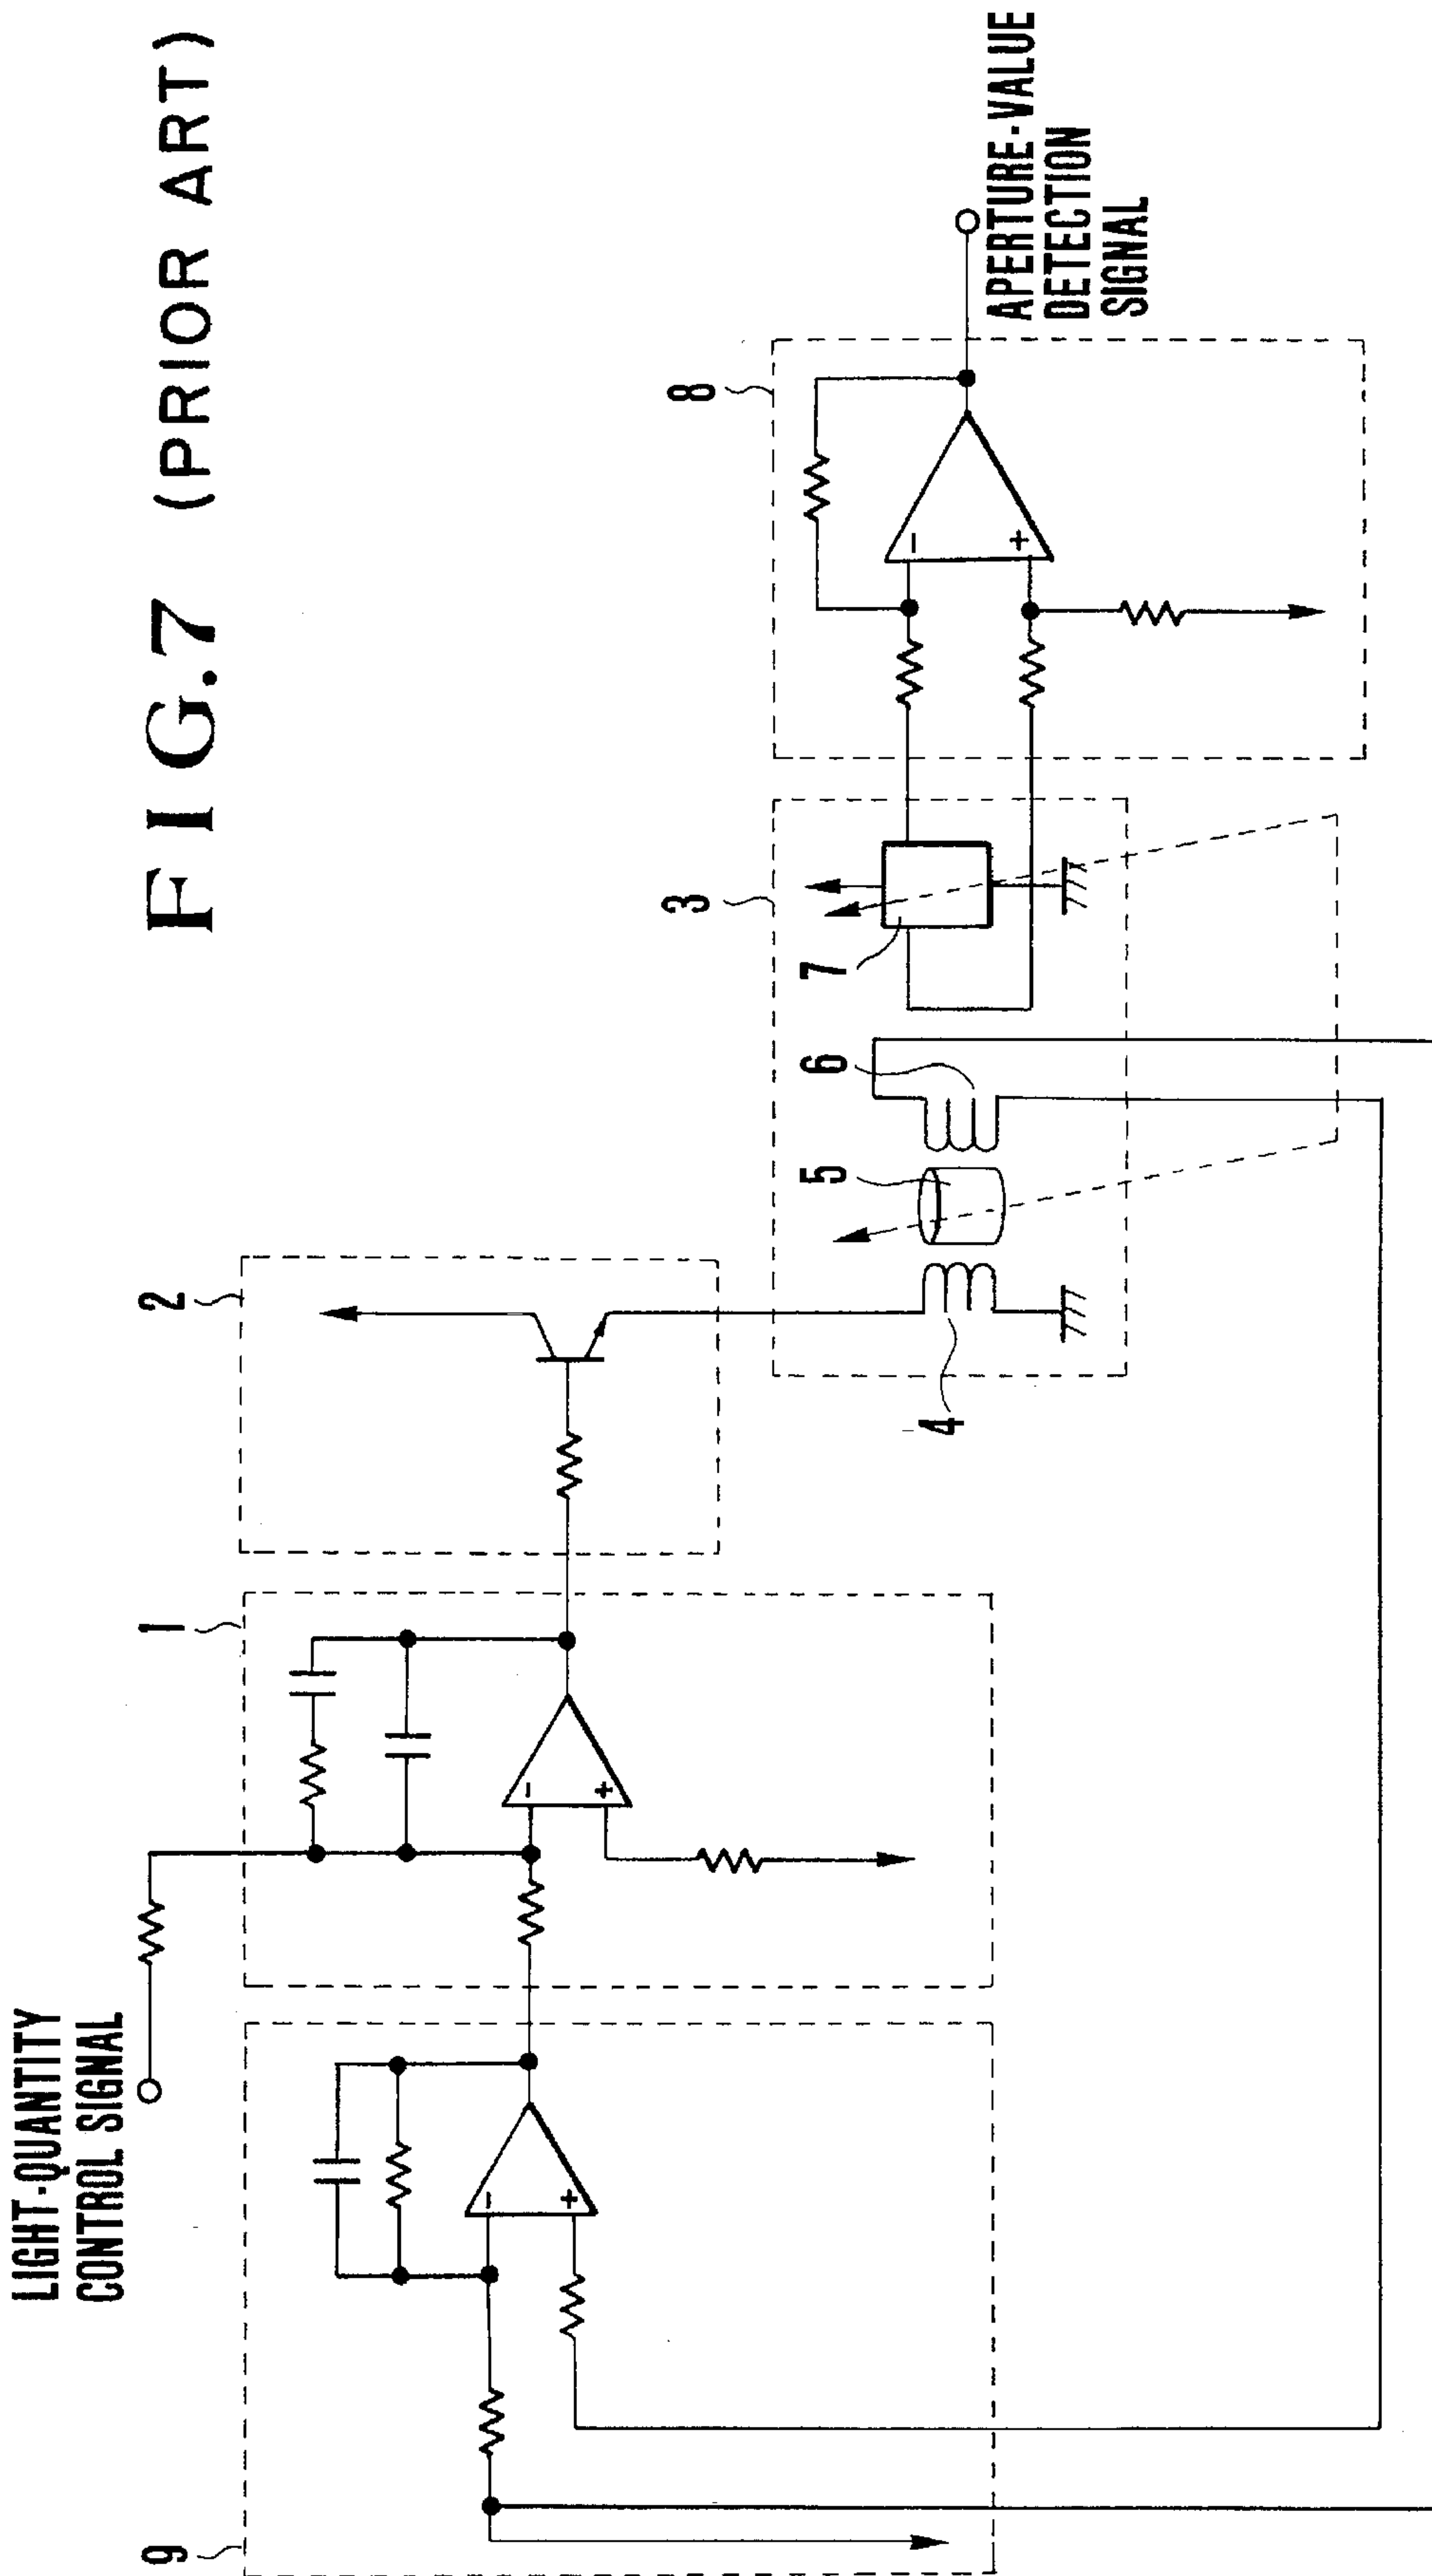 FIG.7 (PRIOR ART)
LIGHT-QUANTITY
CONTROL SIGNAL
9
1
2
3
4
5
6
7
8
-
+
-
+
-
+
APERTURE-VALUE
DETECTION
SIGNAL